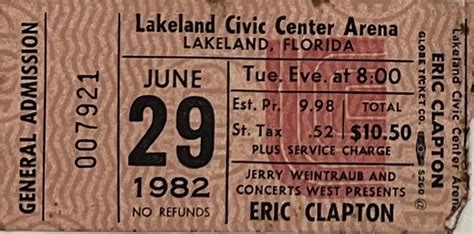 GENERAL ADMISSION
007921
Lakeland Civic Center Arena
LAKELAND, FLORIDA
JUNE
29
1982
NO REFUNDS
Tue. Eve. at 8:00
Est. Pr. 9.98 TOTAL
St. Tax .52 $10.50
PLUS SERVICE CHARGE
JERRY WEINTRAUB and
CONCERTS WEST PRESENTS
ERIC CLAPTON
Lakeland Civic Center Arena
ERIC CLAPTON
GLOBE TICKET CO.